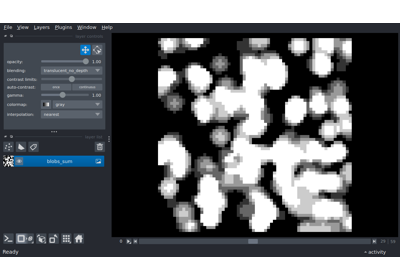 File View Layers Plugins Window Help
opacity: 1.00
blending: translucent_no_depth
contrast limits:
auto-contrast: once continuous
gamma: 1.00
colormap: gray
interpolation: nearest
blobs_sum
Ready
activity